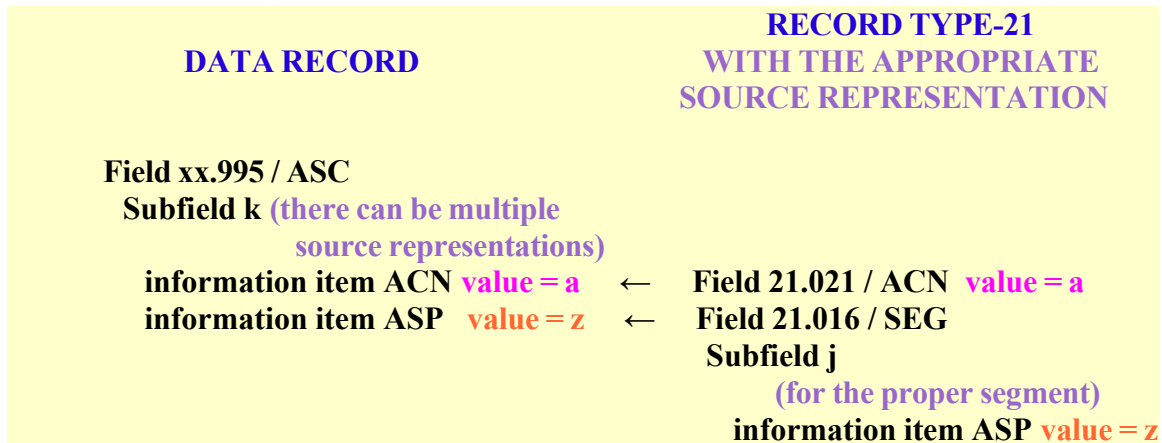 RECORD TYPE-21
DATA RECORD WITH THE APPROPRIATE
SOURCE REPRESENTATION
Field xx.995 / ASC
Subfield k (there can be multiple
source representations)
information item ACN value = a ← Field 21.021 / ACN value = a
information item ASP value = z ← Field 21.016 / SEG
Subfield j
(for the proper segment)
information item ASP value = z